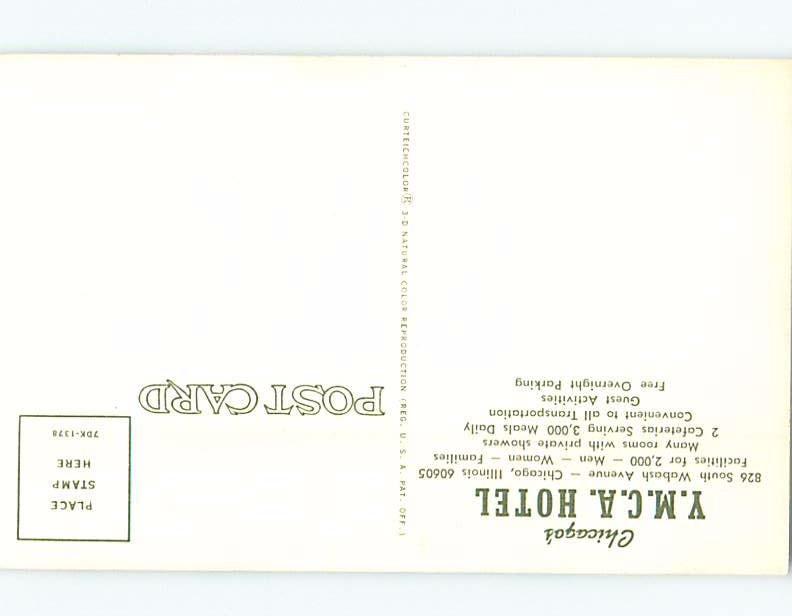 Chicago's
Y.M.C.A. HOTEL
826 South Wabash Avenue — Chicago, Illinois 60605
Facilities for 2,000 — Men — Women — Families
Many rooms with private showers
2 Cafeterias Serving 3,000 Meals Daily
Convenient to all Transportation
Guest Activities
Free Overnight Parking
CURTEICHCOLOR® 3-D NATURAL COLOR REPRODUCTION (REG. U. S. A. PAT. OFF.)
POST CARD
PLACE
STAMP
HERE
7DK-1378